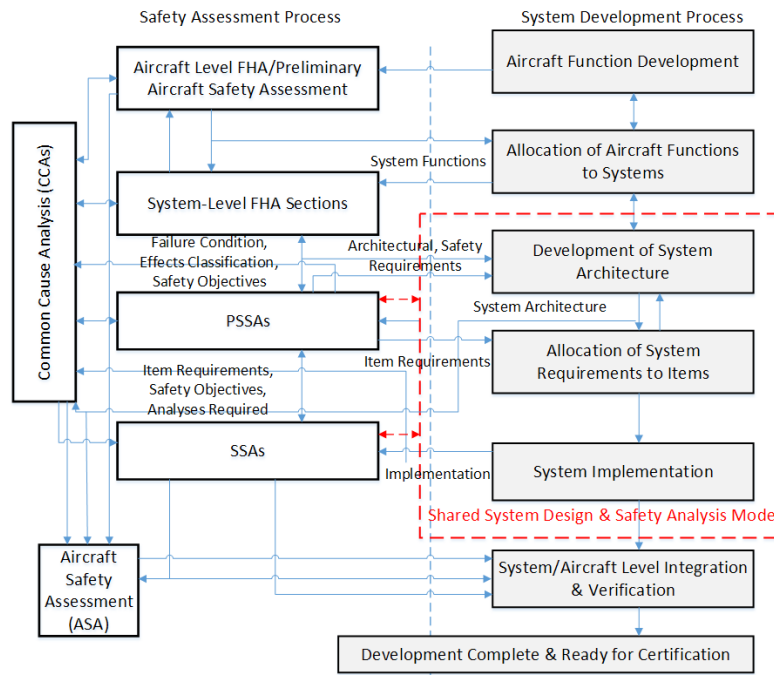 Safety Assessment Process
System Development Process
Aircraft Level FHA/Preliminary
Aircraft Safety Assessment
Aircraft Function Development
Common Cause Analysis (CCAs)
System Functions
Allocation of Aircraft Functions
to Systems
System-Level FHA Sections
Failure Condition,
Effects Classification,
Safety Objectives
Architectural, Safety
Requirements
Development of System
Architecture
System Architecture
PSSAs
Item Requirements
Allocation of System
Requirements to Items
Item Requirements,
Safety Objectives,
Analyses Required
SSAs
Implementation
System Implementation
Shared System Design & Safety Analysis Mode
Aircraft
Safety
Assessment
(ASA)
System/Aircraft Level Integration
& Verification
Development Complete & Ready for Certification